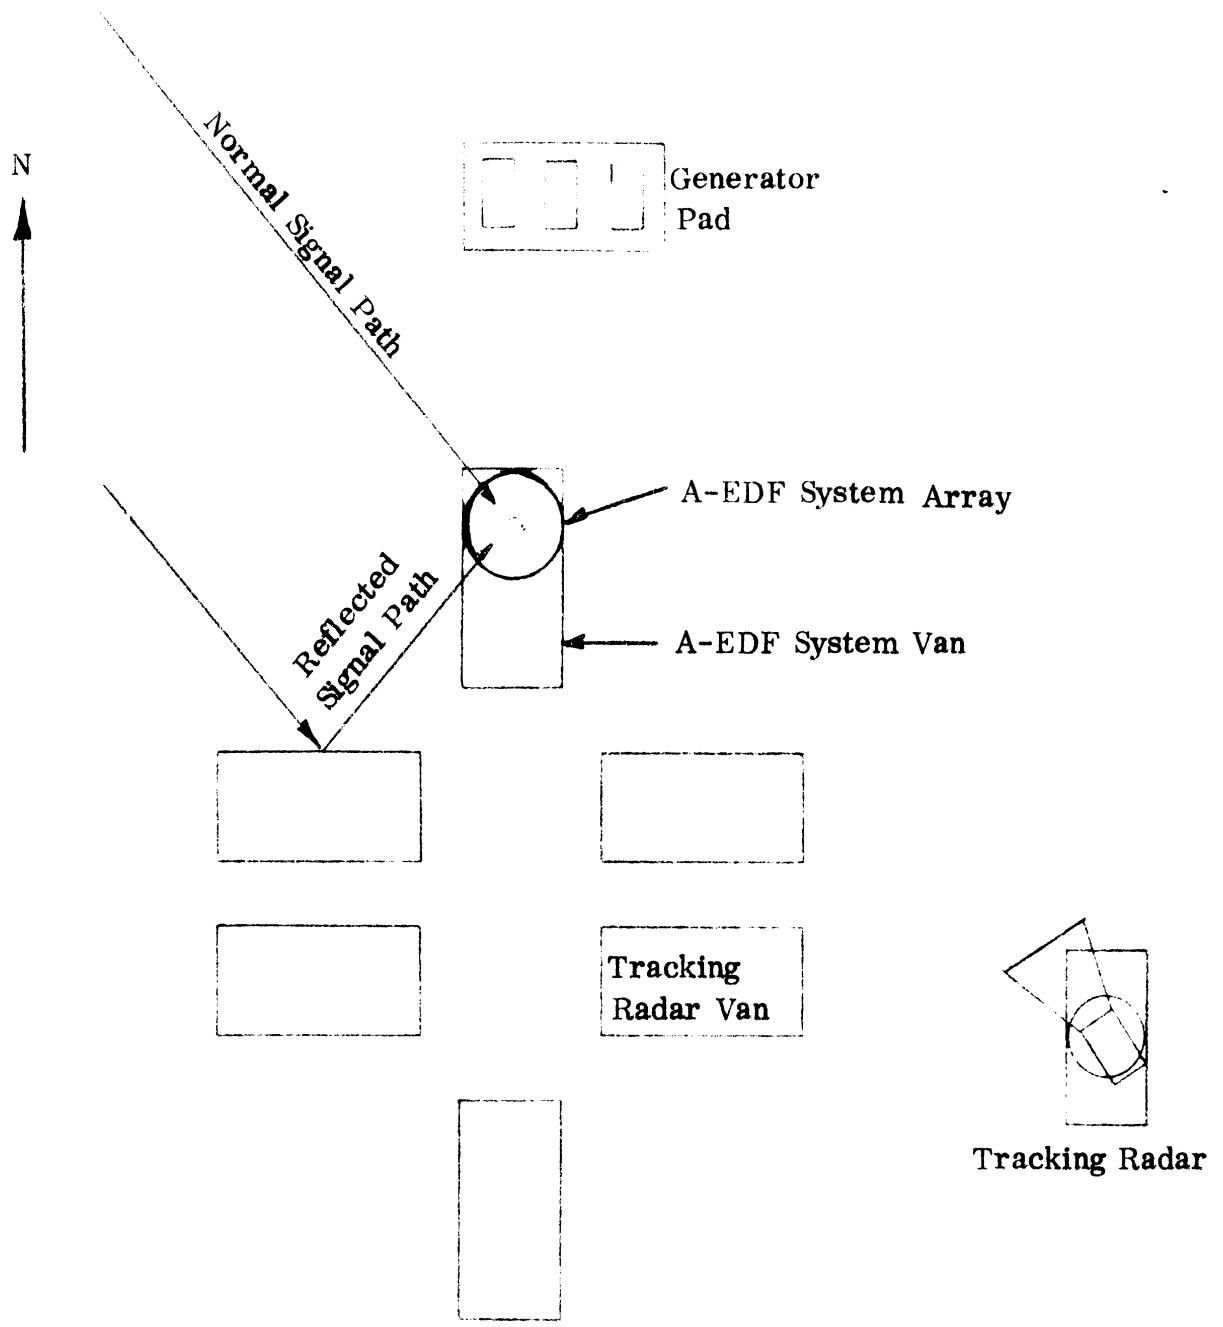 N
Normal Signal Path
Generator
Pad
A-EDF System Array
Reflected
Signal Path
A-EDF System Van
Tracking
Radar Van
Tracking Radar